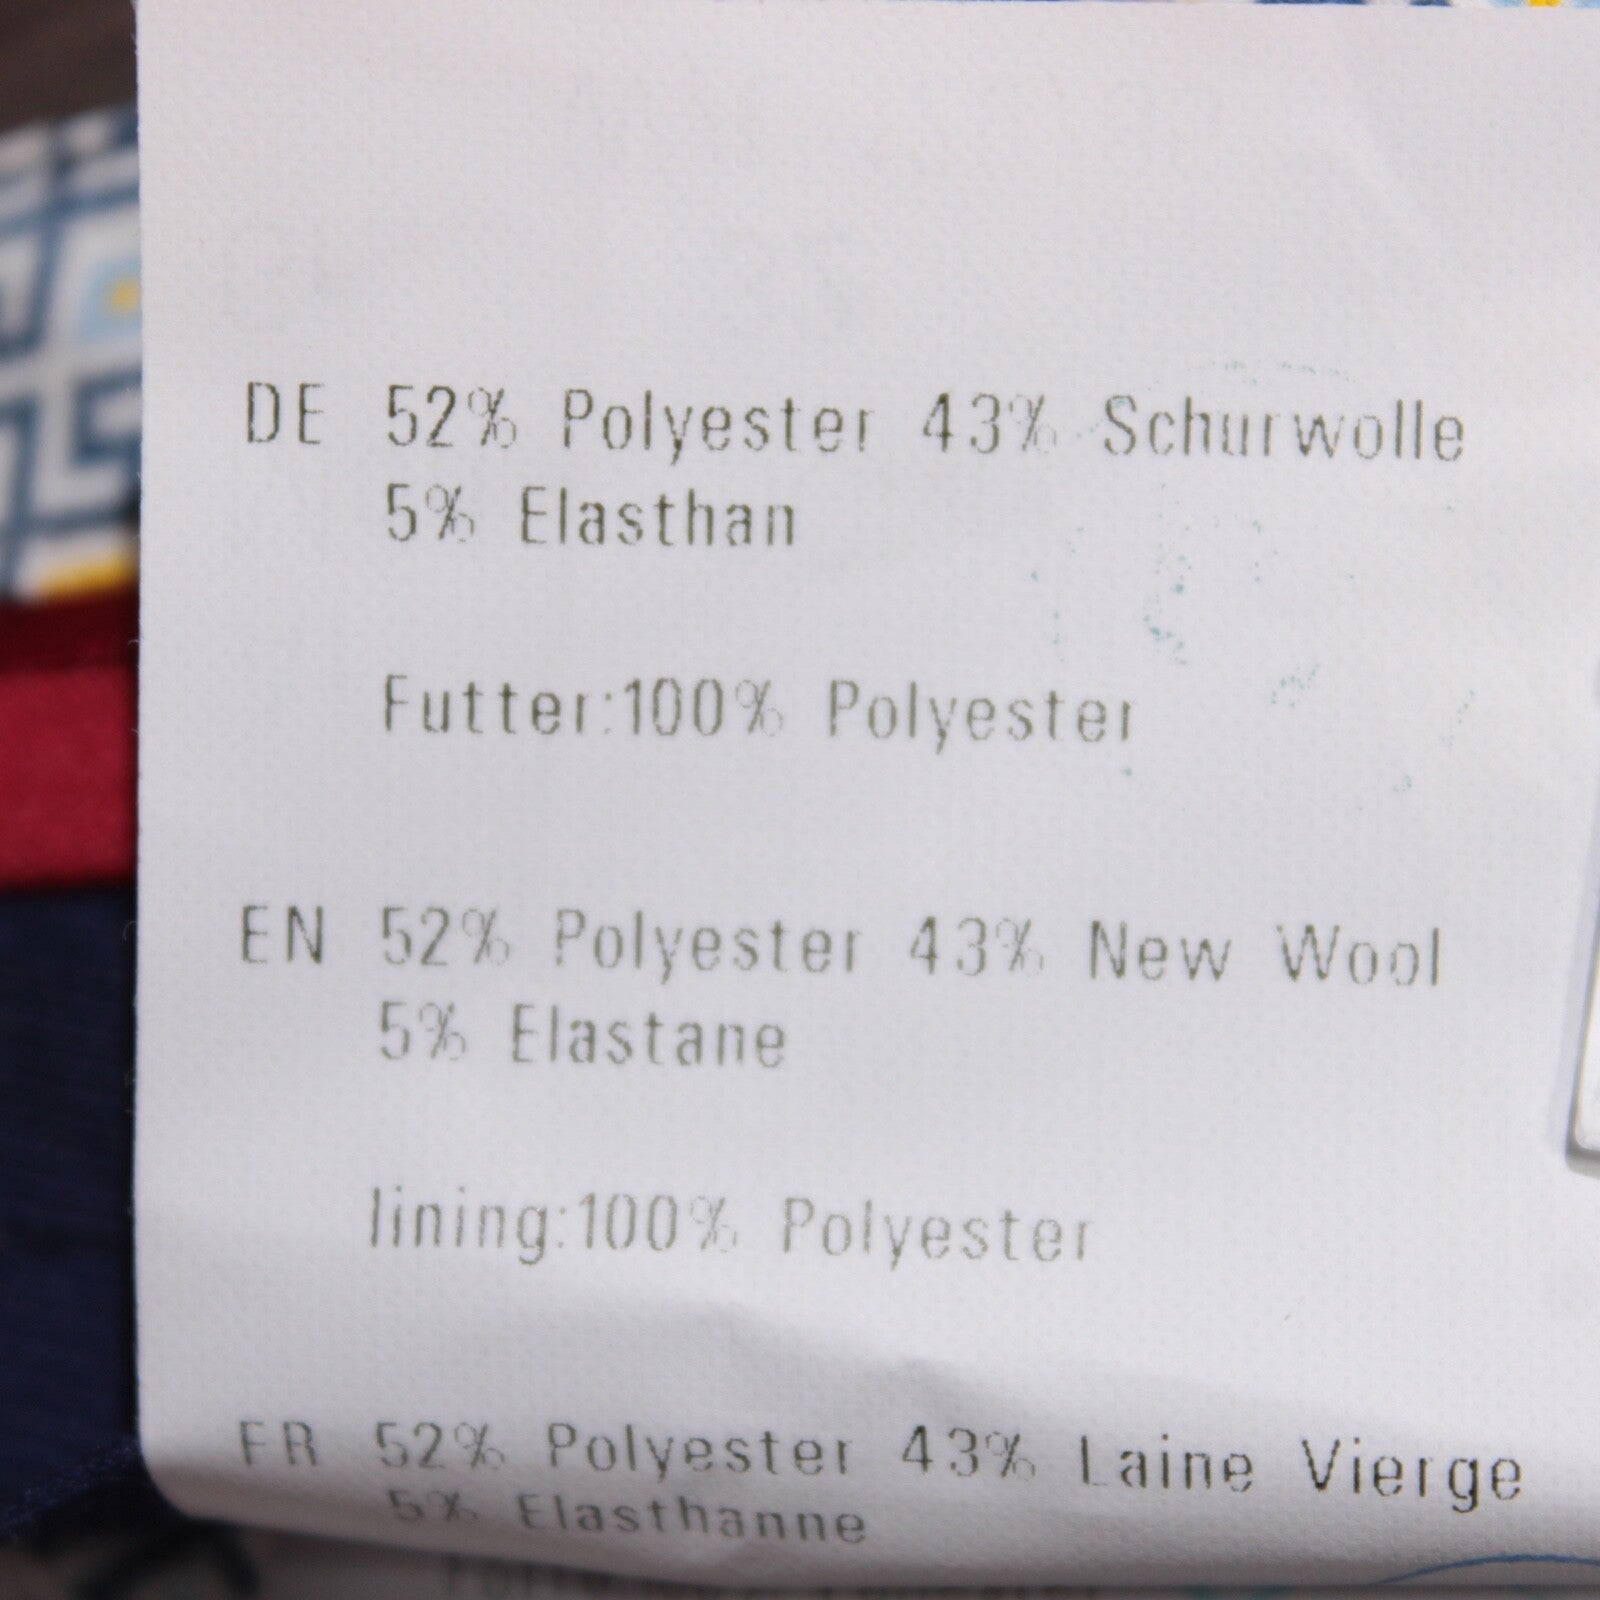 DE 52% Polyester 43% Schurwolle
5% Elasthan
Futter:100% Polyester
EN 52% Polyester 43% New Wool
5% Elastane
lining:100% Polyester
FR 52% Polyester 43% Laine Vierge
5% Elasthanne